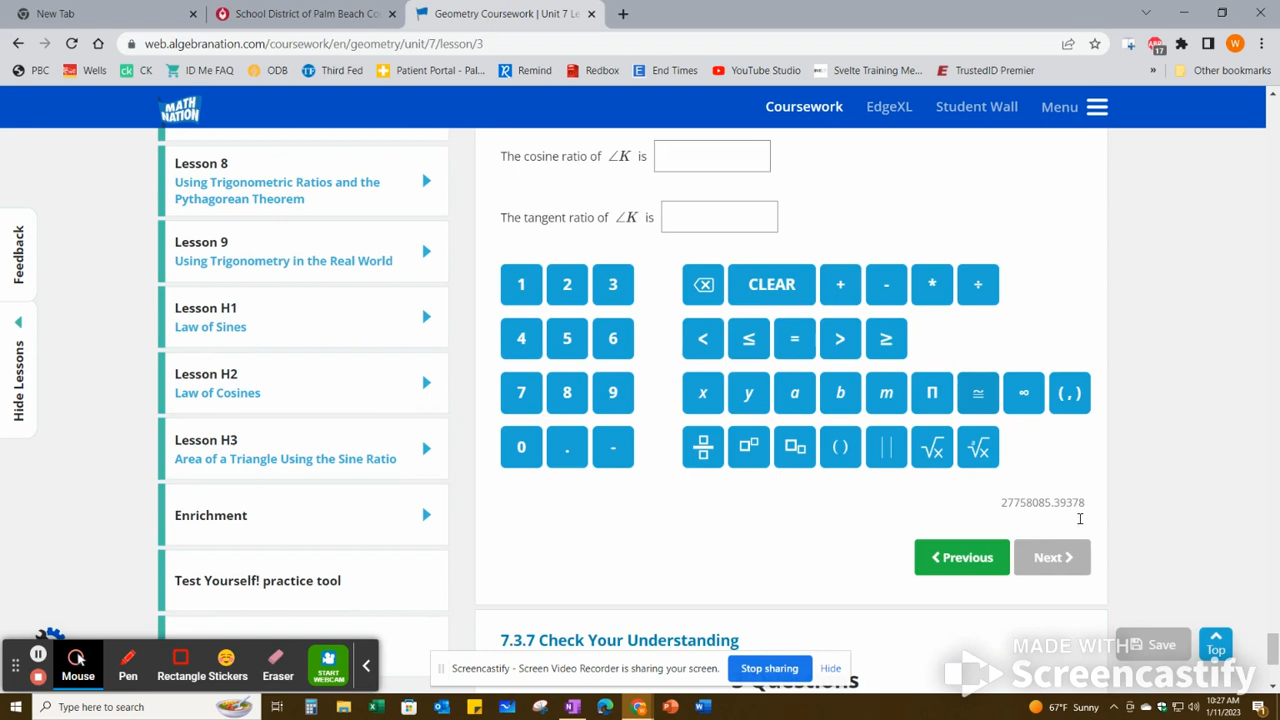 New Tab
School District of Palm Beach Co
Geometry Coursework | Unit 7 Le
web.algebranation.com/coursework/en/geometry/unit/7/lesson/3
17
W
PBC
Wells
CK
ID Me FAQ
ODP
Third Fed
Patient Portal - Pal...
Remind
Redbox
End Times
YouTube Studio
Svelte Training Me...
TrustedID Premier
»
Other bookmarks
MATH
NATION
Coursework
EdgeXL
Student Wall
Menu
Feedback
Hide Lessons
Lesson 8
Using Trigonometric Ratios and the
Pythagorean Theorem
Lesson 9
Using Trigonometry in the Real World
Lesson H1
Law of Sines
Lesson H2
Law of Cosines
Lesson H3
Area of a Triangle Using the Sine Ratio
Enrichment
Test Yourself! practice tool
The cosine ratio of ∠K is
The tangent ratio of ∠K is
1 2 3 CLEAR + - * ÷
4 5 6 < ≤ = > ≥
7 8 9 x y a b m Π ≅ ∞ (,)
0 . - ( ) | | √x √x
27758085.39378
Previous
Next
7.3.7 Check Your Understanding
Questions
Save
Top
MADE WITH
Screencastify
Mouse
Pen
Rectangle
Stickers
Eraser
START
WEBCAM
Screencastify - Screen Video Recorder is sharing your screen.
Stop sharing
Hide
Type here to search
67°F Sunny
10:27 AM
1/11/2023